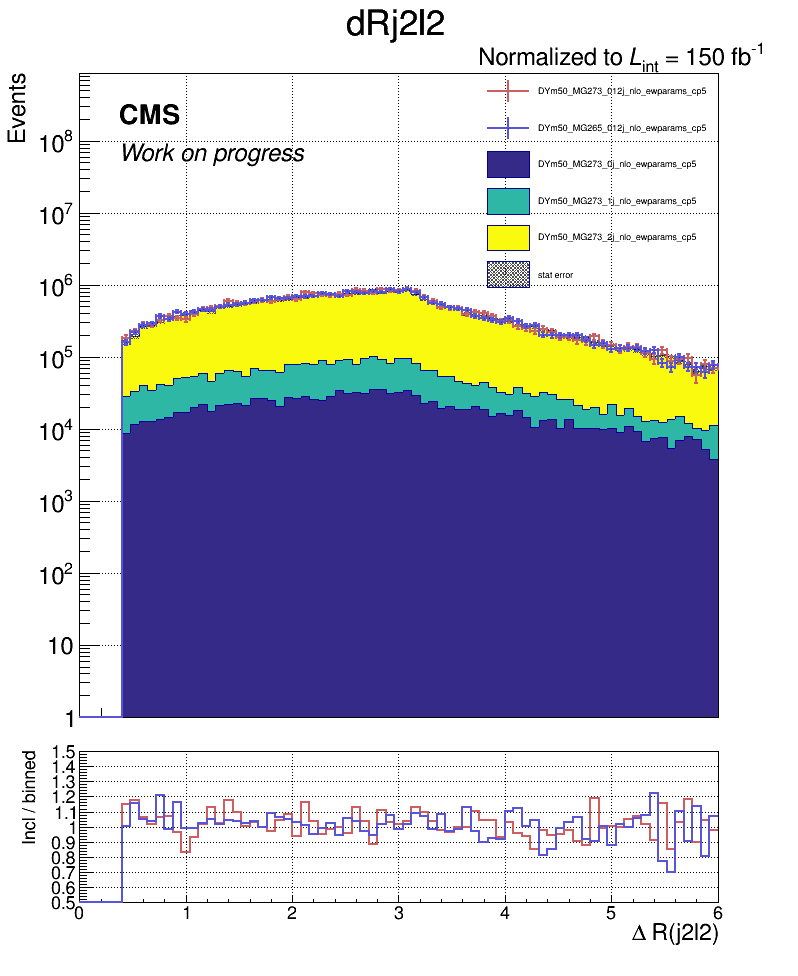 dRj2l2
Normalized to Lint = 150 fb-1
Events
CMS
Work on progress
DYm50_MG273_012j_nlo_ewparams_cp5
DYm50_MG265_012j_nlo_ewparams_cp5
DYm50_MG273_0j_nlo_ewparams_cp5
DYm50_MG273_1j_nlo_ewparams_cp5
DYm50_MG273_2j_nlo_ewparams_cp5
stat error
10^8
10^7
10^6
10^5
10^4
10^3
10^2
10
1
Incl / binned
1.5
1.4
1.3
1.2
1.1
1
0.9
0.8
0.7
0.6
0.5
0 1 2 3 4 5 6
Δ R(j2l2)